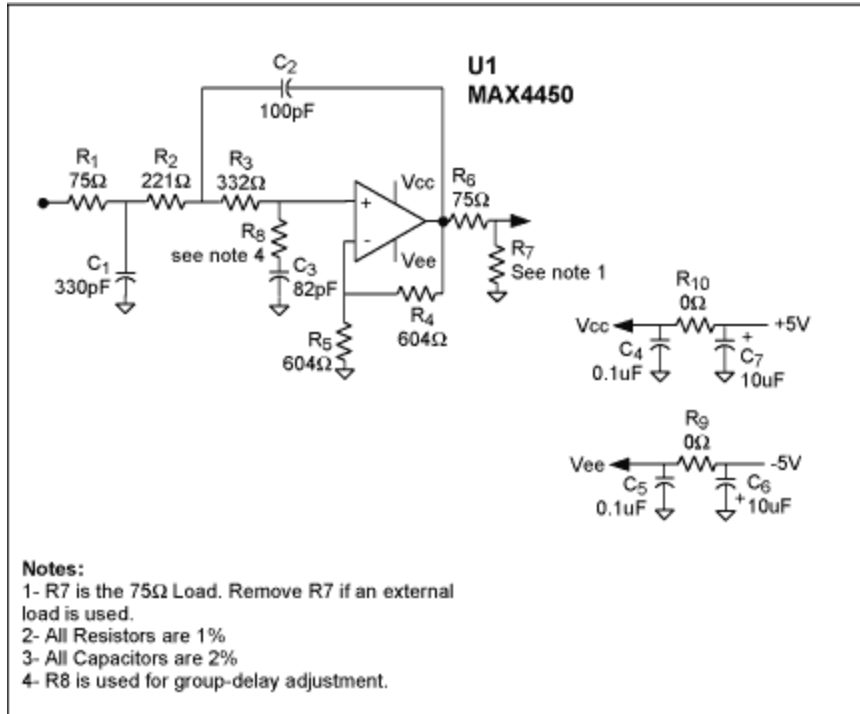 C2
100pF
U1
MAX4450
R1
75Ω
R2
221Ω
R3
332Ω
Vcc
R6
75Ω
+
-
R8
see note 4
Vee
R7
See note 1
C1
330pF
C3
82pF
R4
604Ω
R5
604Ω
R10
0Ω
Vcc
+5V
C4
0.1uF
+
C7
10uF
R9
0Ω
Vee
-5V
C5
0.1uF
+
C6
10uF
Notes:
1- R7 is the 75Ω Load. Remove R7 if an external
load is used.
2- All Resistors are 1%
3- All Capacitors are 2%
4- R8 is used for group-delay adjustment.